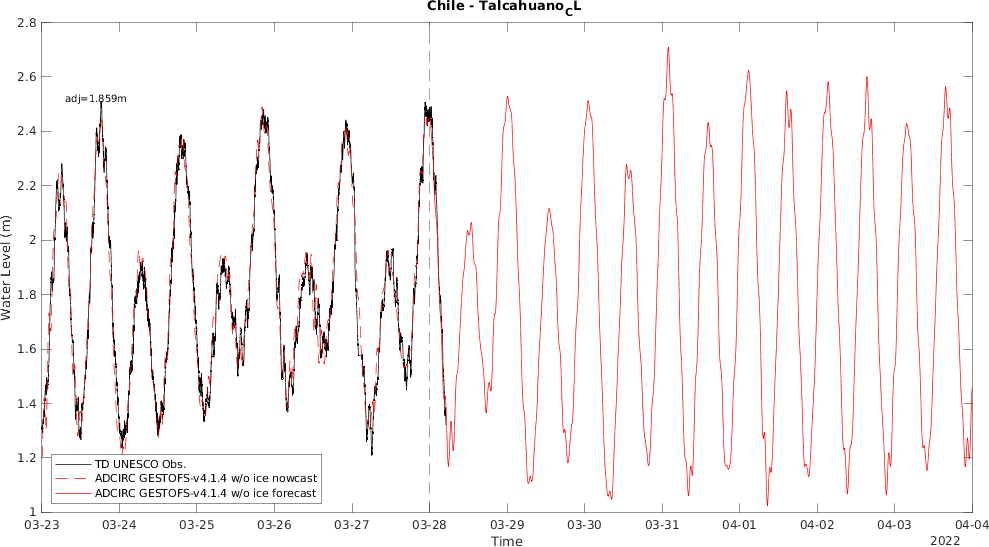 Chile - Talcahuano_CL
adj=1.859m
2.8
2.6
2.4
2.2
2
1.8
1.6
1.4
1.2
1
Water Level (m)
TD UNESCO Obs.
ADCIRC GESTOFS-v4.1.4 w/o ice nowcast
ADCIRC GESTOFS-v4.1.4 w/o ice forecast
03-23 03-24 03-25 03-26 03-27 03-28 03-29 03-30 03-31 04-01 04-02 04-03 04-04
Time
2022